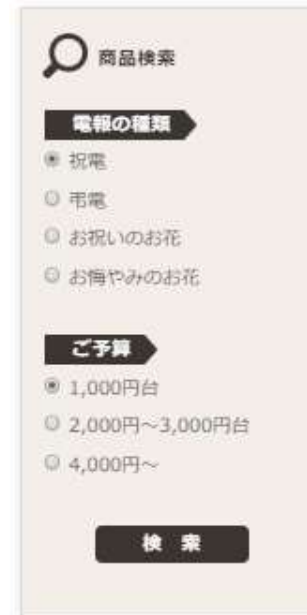 商品検索
電報の種類
祝電
弔電
お祝いのお花
お悔やみのお花
ご予算
1,000円台
2,000円～3,000円台
4,000円～
検 索